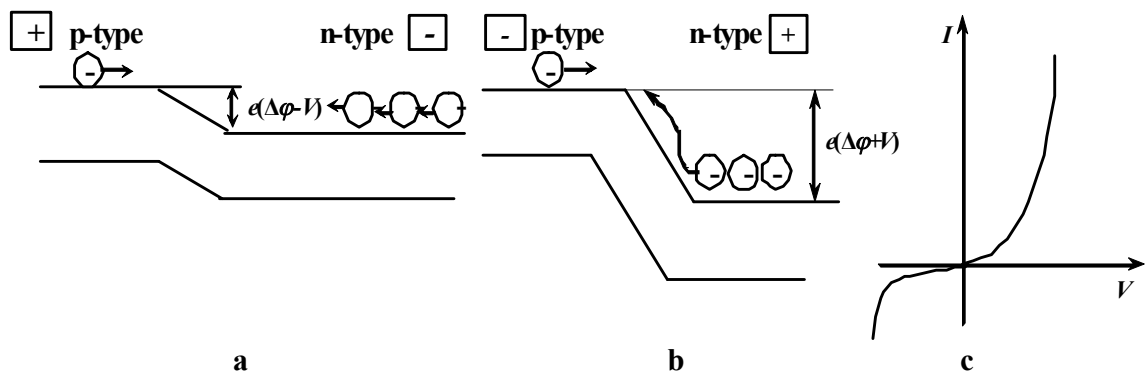 + p-type n-type -
- p-type n-type +
I
- -
e(Δφ-V) -
e(Δφ+V)
- - -
V
a b c